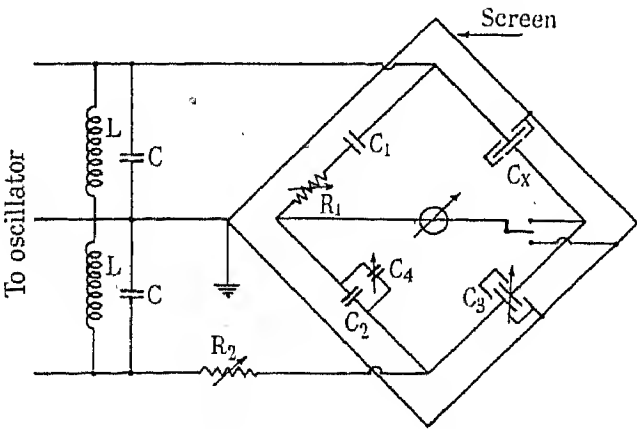 Screen
To oscillator
L
C
L
C
C₁
R₁
Cx
C₄
C₂
C₃
R₂